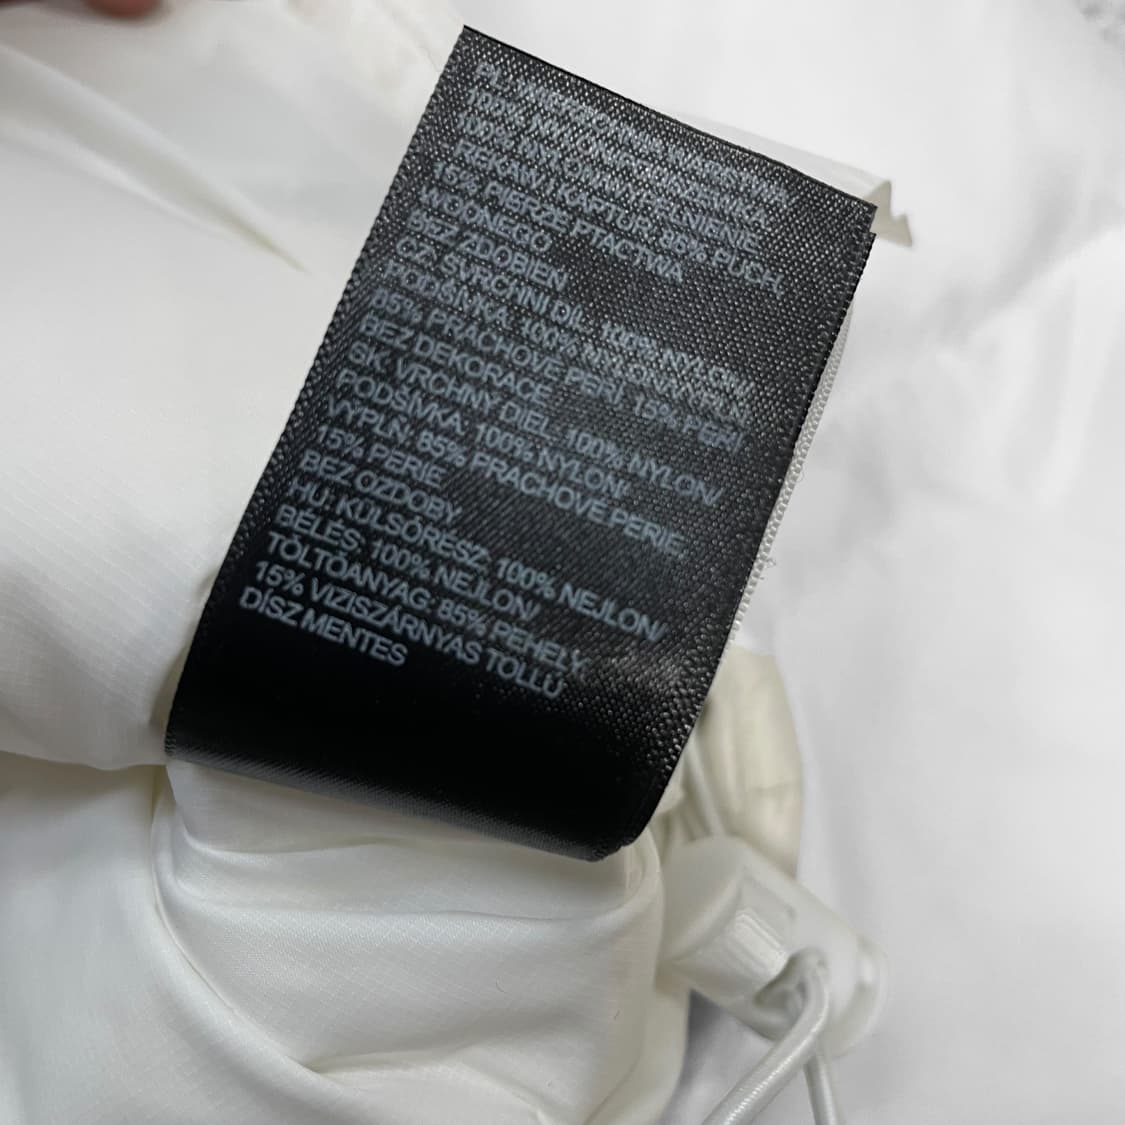 PL: ZEWNĘTRZNA WARSTWA
100% NYLON/PODSZEWKA:
100% NYLON/WYPEŁNIENIE
RĘKAW I KAPTUR: 85% PUCH,
15% PIERZE PTACTWA
WODNEGO
BEZ ZDOBIEŃ
CZ: SVRCHNÍ DÍL: 100% NYLON/
PODŠÍVKA: 100% NYLON/VÝPLŇ:
85% PRACHOVÉ PEŘÍ, 15% PEŘÍ
BEZ DEKORACE
SK: VRCHNÝ DIEL: 100% NYLON/
PODŠÍVKA: 100% NYLON/
VÝPLŇ: 85% PRACHOVÉ PERIE,
15% PERIE
BEZ OZDOBY
HU: KÜLSŐRÉSZ: 100% NEJLON/
BÉLÉS: 100% NEJLON/
TÖLTŐANYAG: 85% PEHELY,
15% VIZISZÁRNYAS TOLLÚ
DÍSZ MENTES